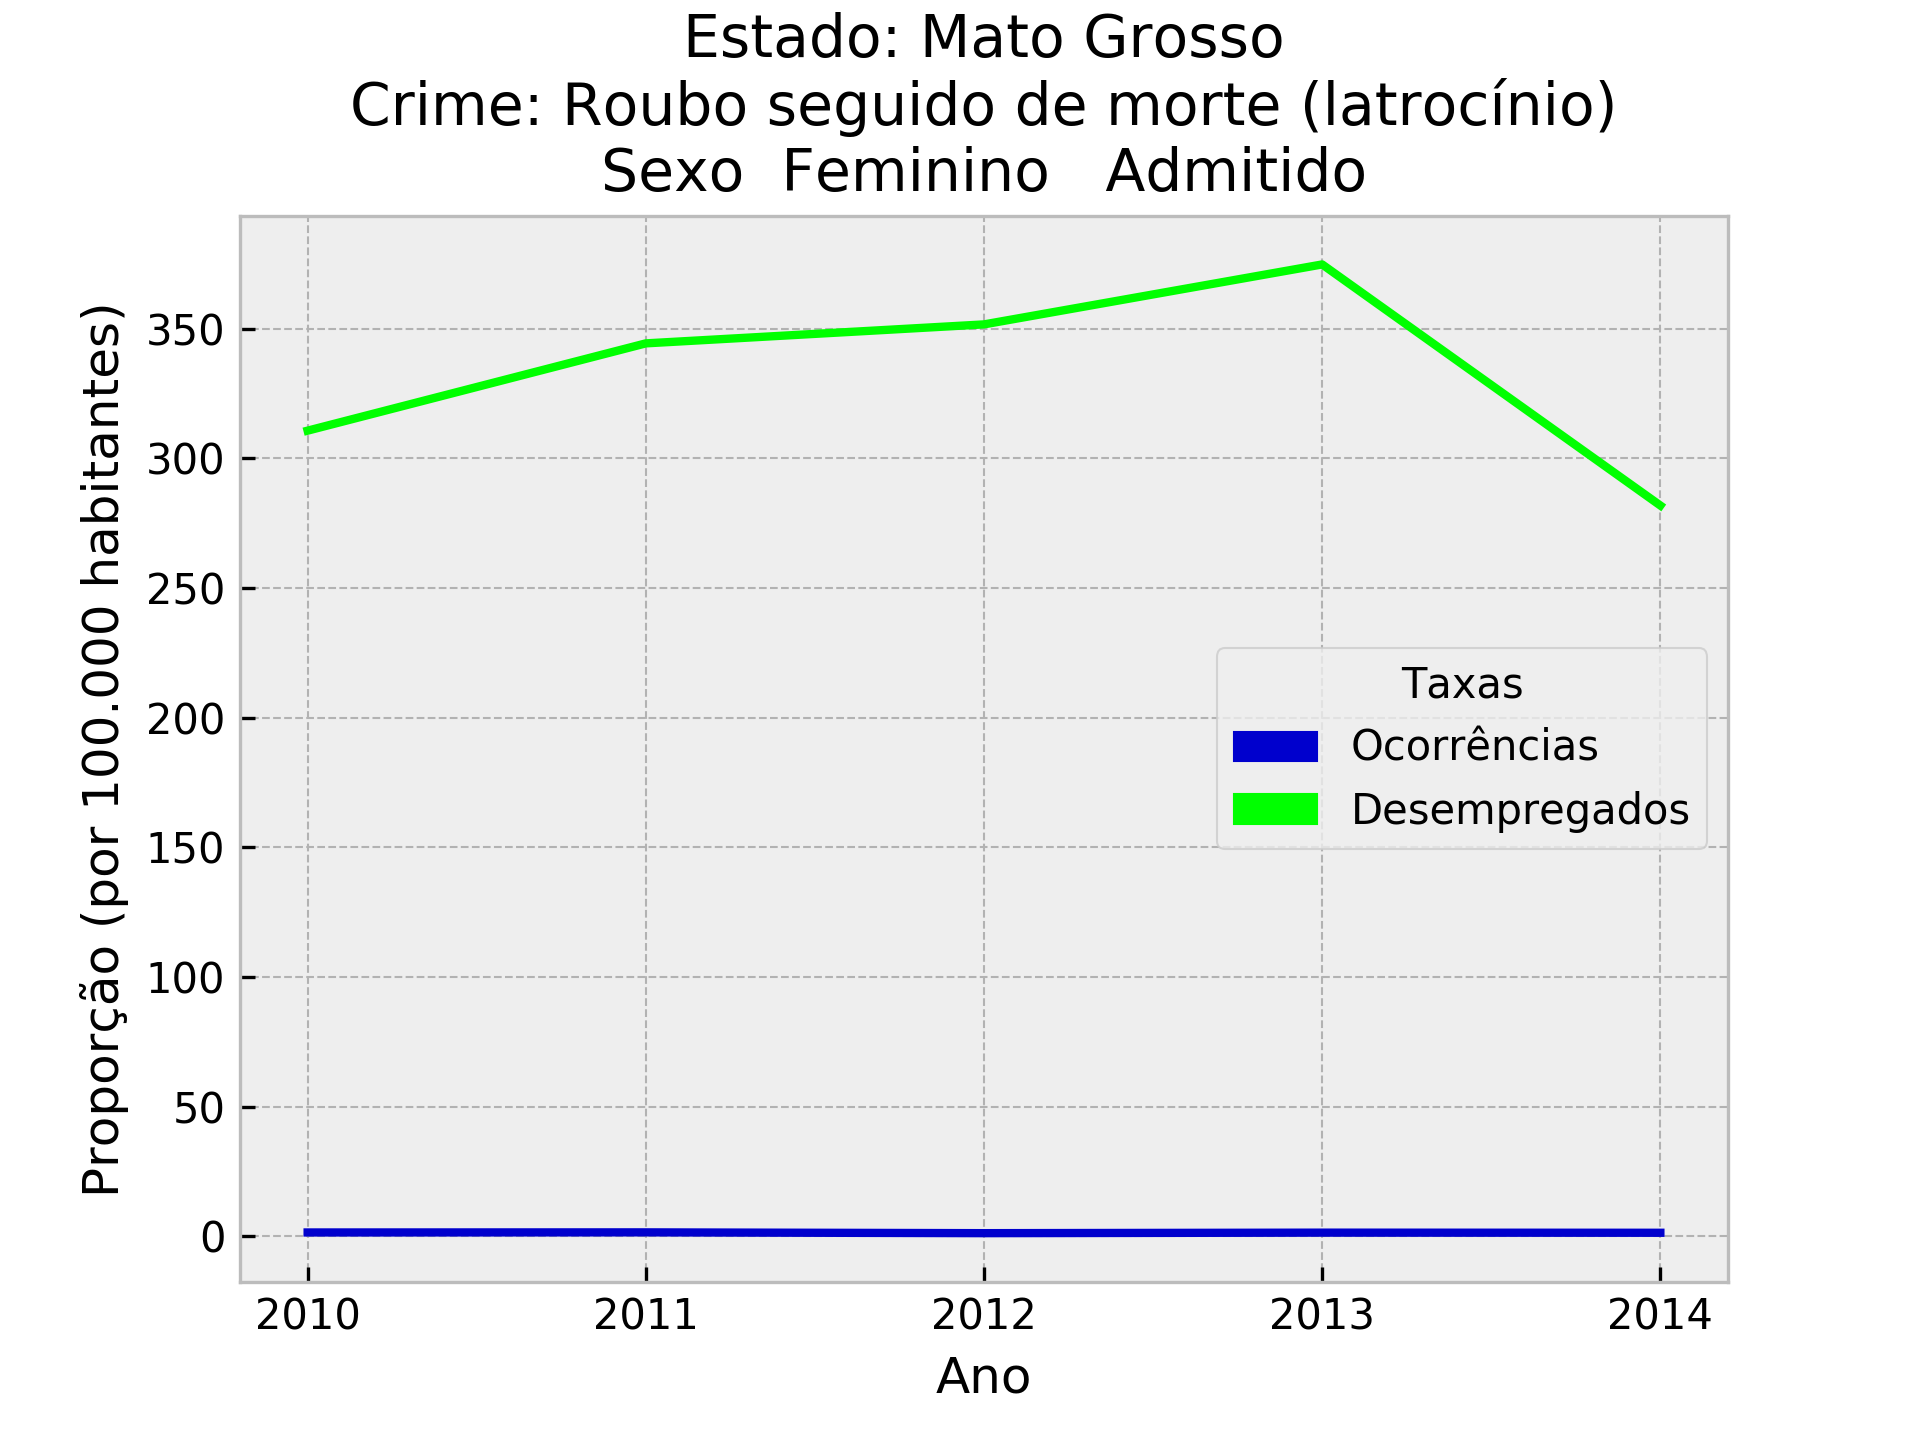 Estado: Mato Grosso
Crime: Roubo seguido de morte (latrocínio)
Sexo  Feminino   Admitido
Proporção (por 100.000 habitantes)
350
300
250
200
150
100
50
0
Taxas
Ocorrências
Desempregados
2010 2011 2012 2013 2014
Ano